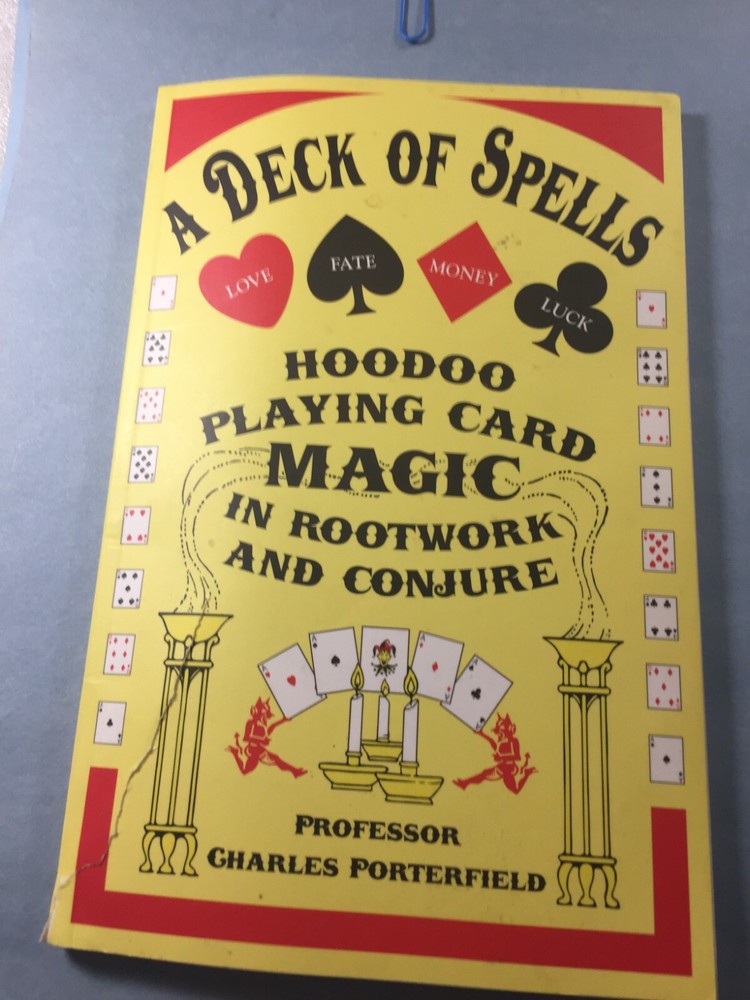 A DECK OF SPELLS
LOVE FATE MONEY LUCK
HOODOO
PLAYING CARD
MAGIC
IN ROOTWORK
AND CONJURE
PROFESSOR
CHARLES PORTERFIELD